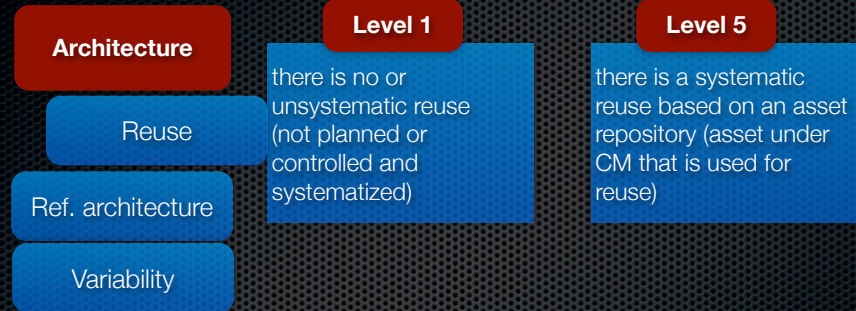 Architecture
Reuse
Ref. architecture
Variability
Level 1
there is no or
unsystematic reuse
(not planned or
controlled and
systematized)
Level 5
there is a systematic
reuse based on an asset
repository (asset under
CM that is used for
reuse)